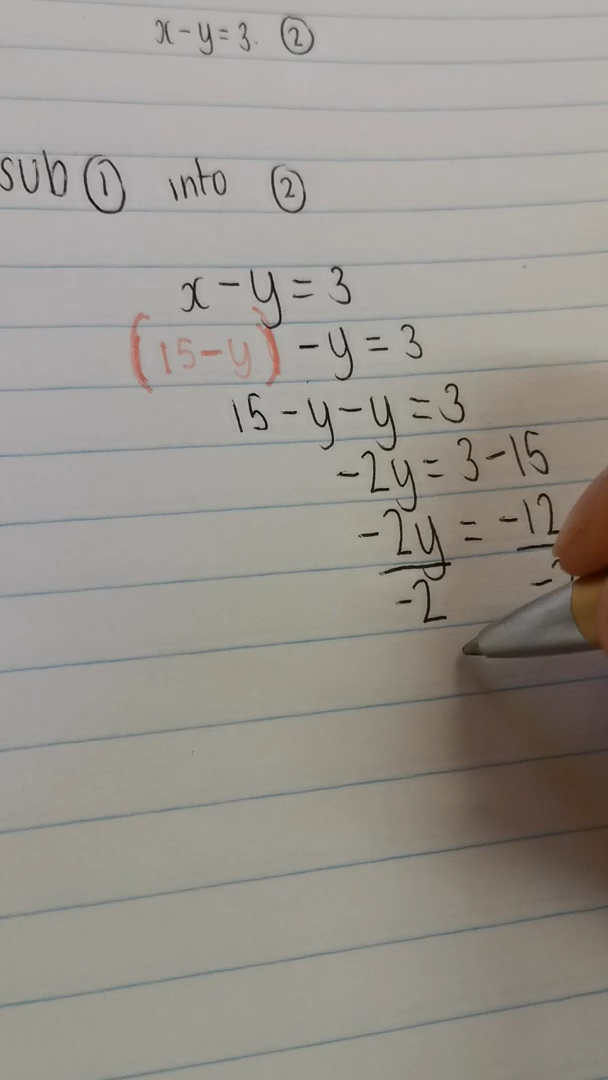 x - y = 3. ②
sub ① into ②
x - y = 3
(15 - y) - y = 3
15 - y - y = 3
-2y = 3 - 15
-2y = -12
-2